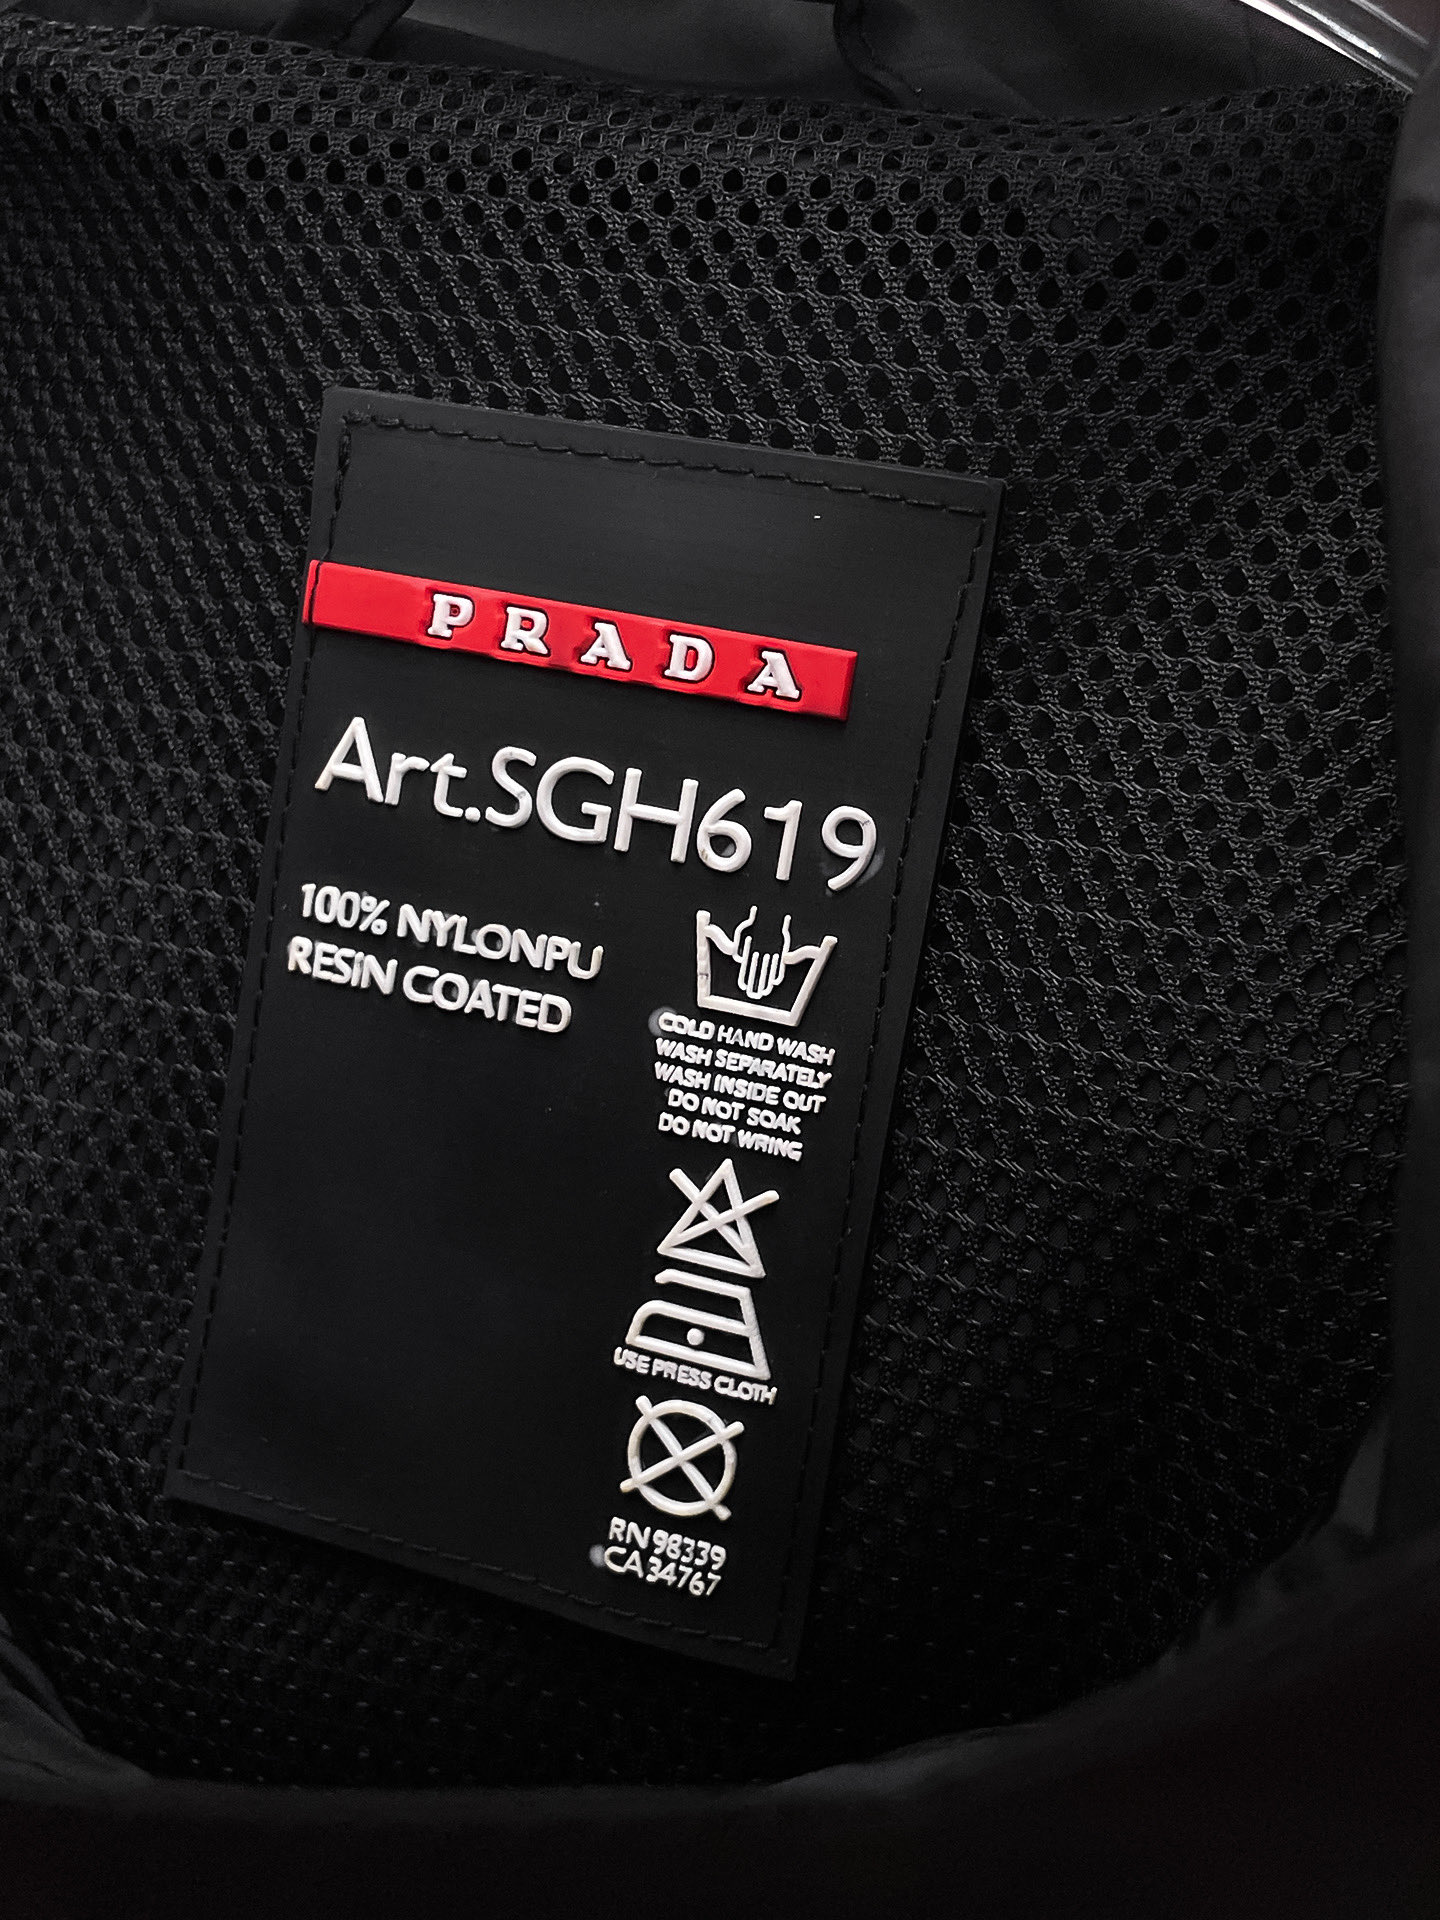 PRADA
Art.SGH619
100% NYLONPU
RESIN COATED
COLD HAND WASH
WASH SEPARATELY
WASH INSIDE OUT
DO NOT SOAK
DO NOT WRING
USE PRESS CLOTH
RN 98339
CA 34767